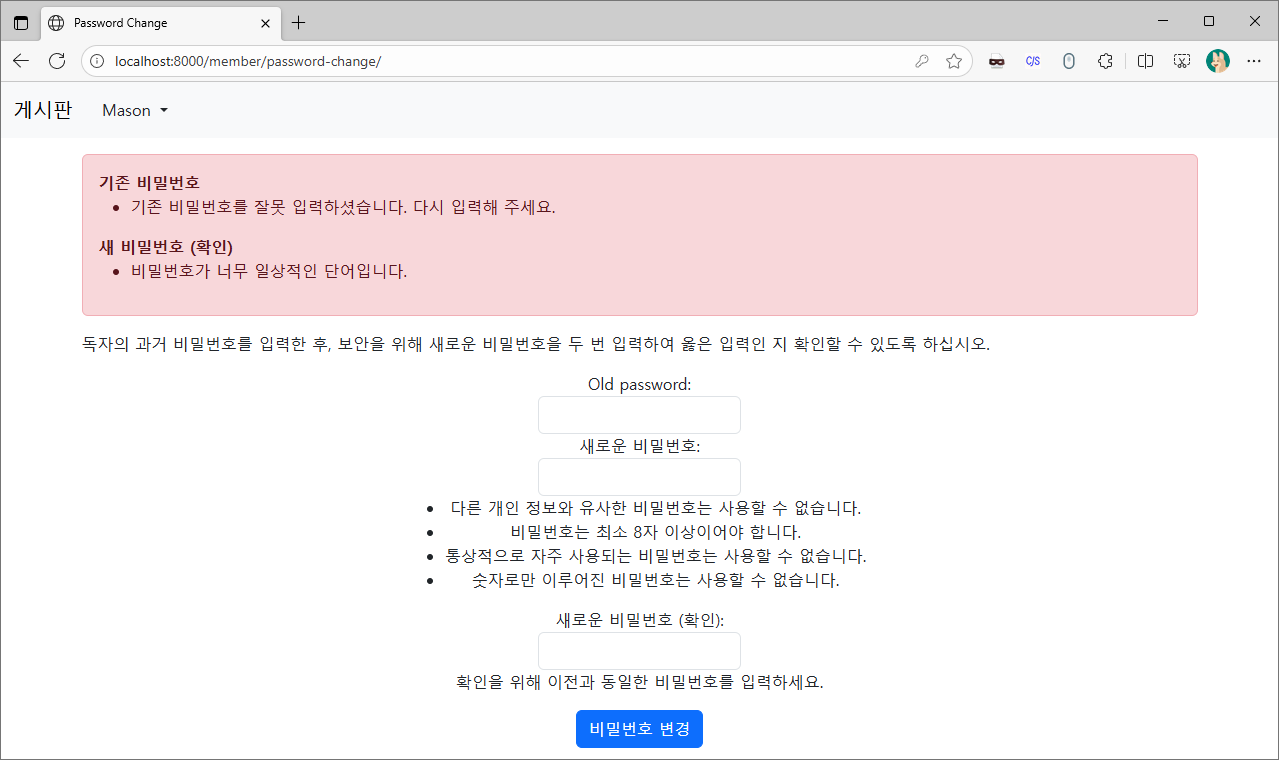 Password Change
localhost:8000/member/password-change/
C/S
게시판 Mason
기존 비밀번호
• 기존 비밀번호를 잘못 입력하셨습니다. 다시 입력해 주세요.
새 비밀번호 (확인)
• 비밀번호가 너무 일상적인 단어입니다.
독자의 과거 비밀번호를 입력한 후, 보안을 위해 새로운 비밀번호을 두 번 입력하여 옳은 입력인 지 확인할 수 있도록 하십시오.
Old password:
새로운 비밀번호:
• 다른 개인 정보와 유사한 비밀번호는 사용할 수 없습니다.
• 비밀번호는 최소 8자 이상이어야 합니다.
• 통상적으로 자주 사용되는 비밀번호는 사용할 수 없습니다.
• 숫자로만 이루어진 비밀번호는 사용할 수 없습니다.
새로운 비밀번호 (확인):
확인을 위해 이전과 동일한 비밀번호를 입력하세요.
비밀번호 변경